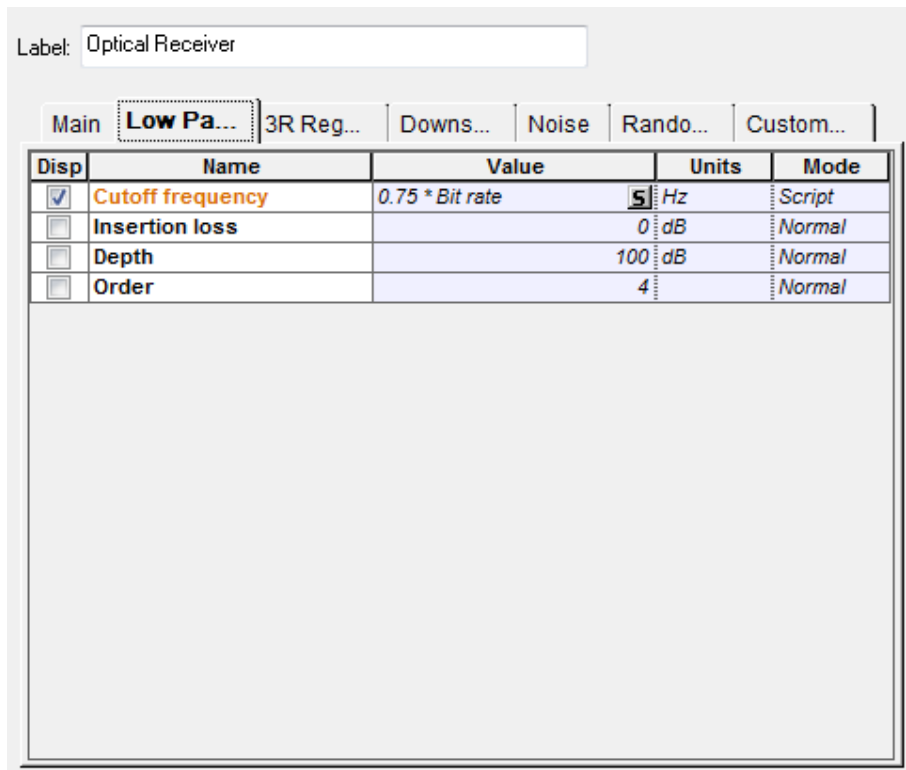 Label: Optical Receiver
Main Low Pa... 3R Reg... Downs... Noise Rando... Custom...
Disp Name Value Units Mode
Cutoff frequency 0.75 * Bit rate S Hz Script
Insertion loss 0 dB Normal
Depth 100 dB Normal
Order 4 Normal